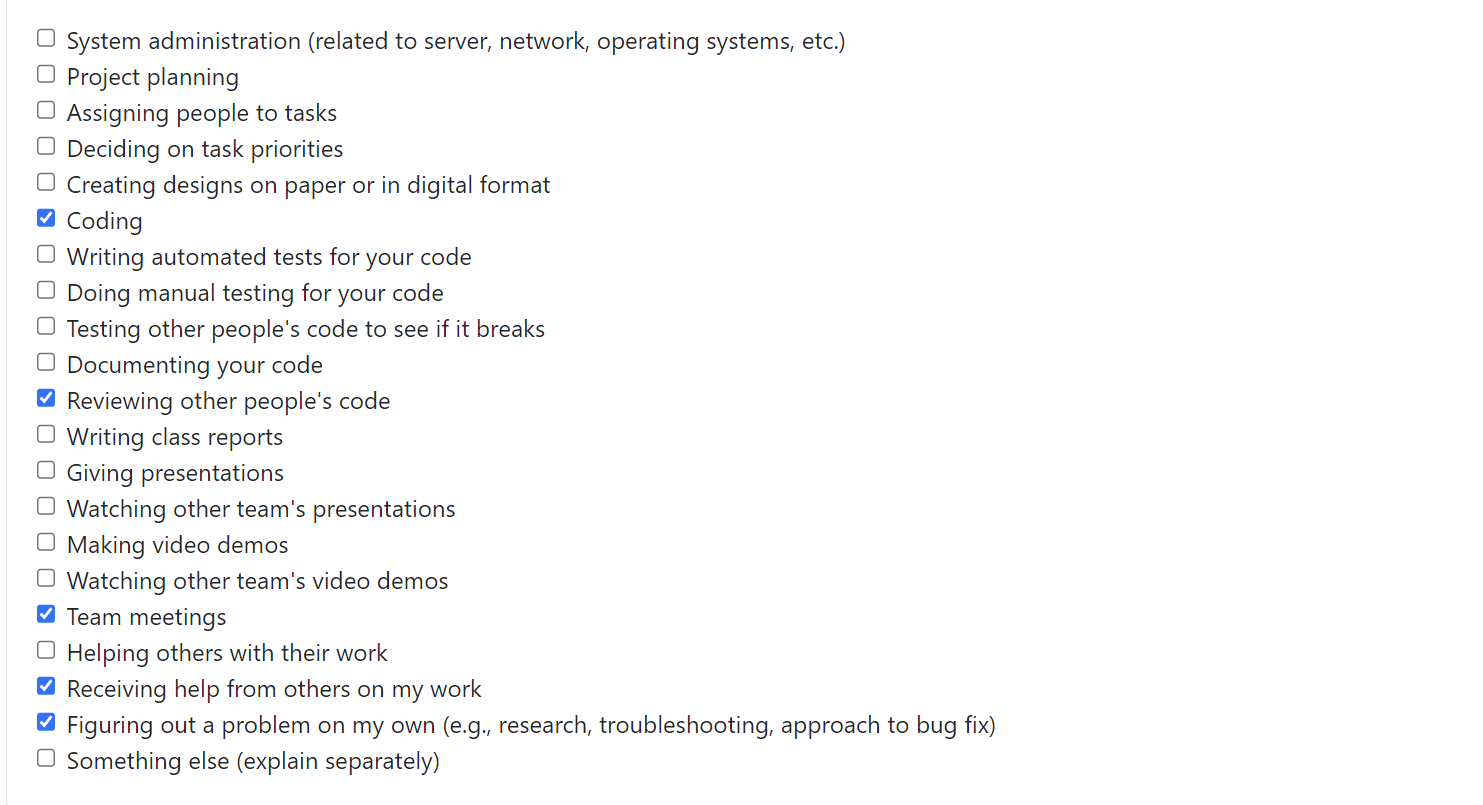 System administration (related to server, network, operating systems, etc.)
Project planning
Assigning people to tasks
Deciding on task priorities
Creating designs on paper or in digital format
Coding
Writing automated tests for your code
Doing manual testing for your code
Testing other people's code to see if it breaks
Documenting your code
Reviewing other people's code
Writing class reports
Giving presentations
Watching other team's presentations
Making video demos
Watching other team's video demos
Team meetings
Helping others with their work
Receiving help from others on my work
Figuring out a problem on my own (e.g., research, troubleshooting, approach to bug fix)
Something else (explain separately)